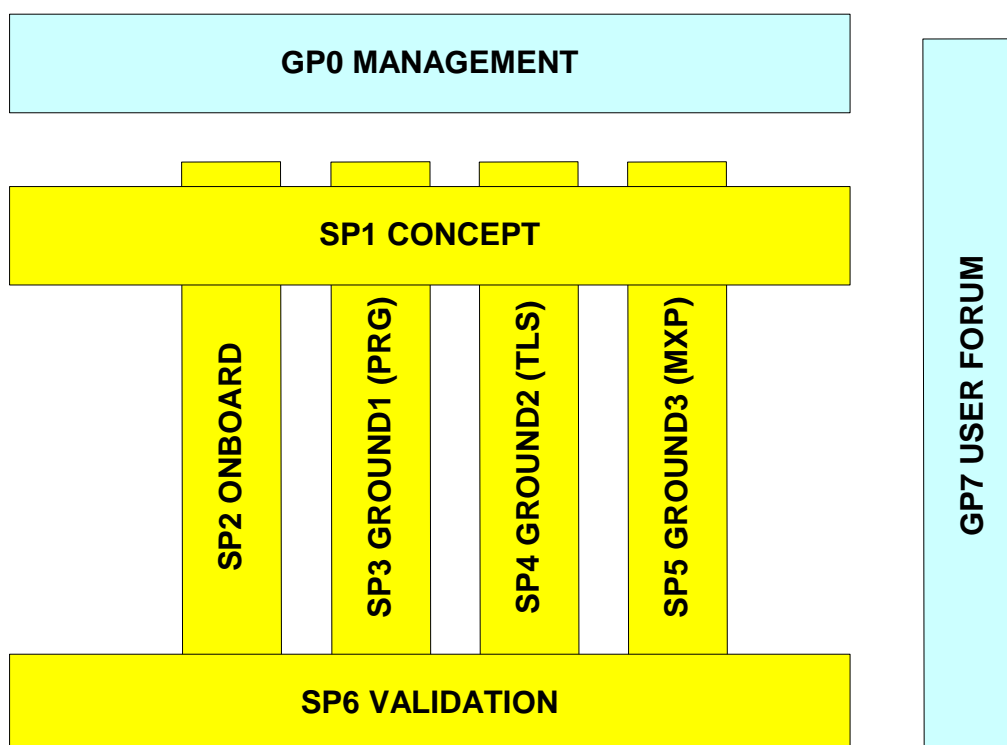 GP0 MANAGEMENT
SP1 CONCEPT
SP2 ONBOARD
SP3 GROUND1 (PRG)
SP4 GROUND2 (TLS)
SP5 GROUND3 (MXP)
SP6 VALIDATION
GP7 USER FORUM